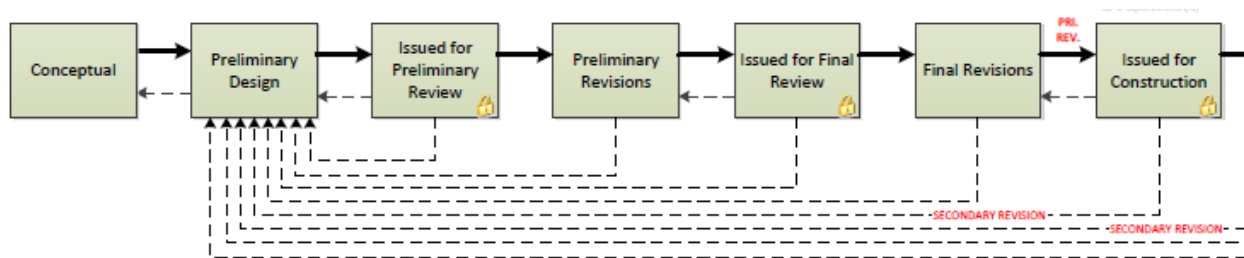 Conceptual
Preliminary
Design
Issued for
Preliminary
Review
Preliminary
Revisions
Issued for Final
Review
Final Revisions
PRI.
REV.
Issued for
Construction
SECONDARY REVISION
SECONDARY REVISION